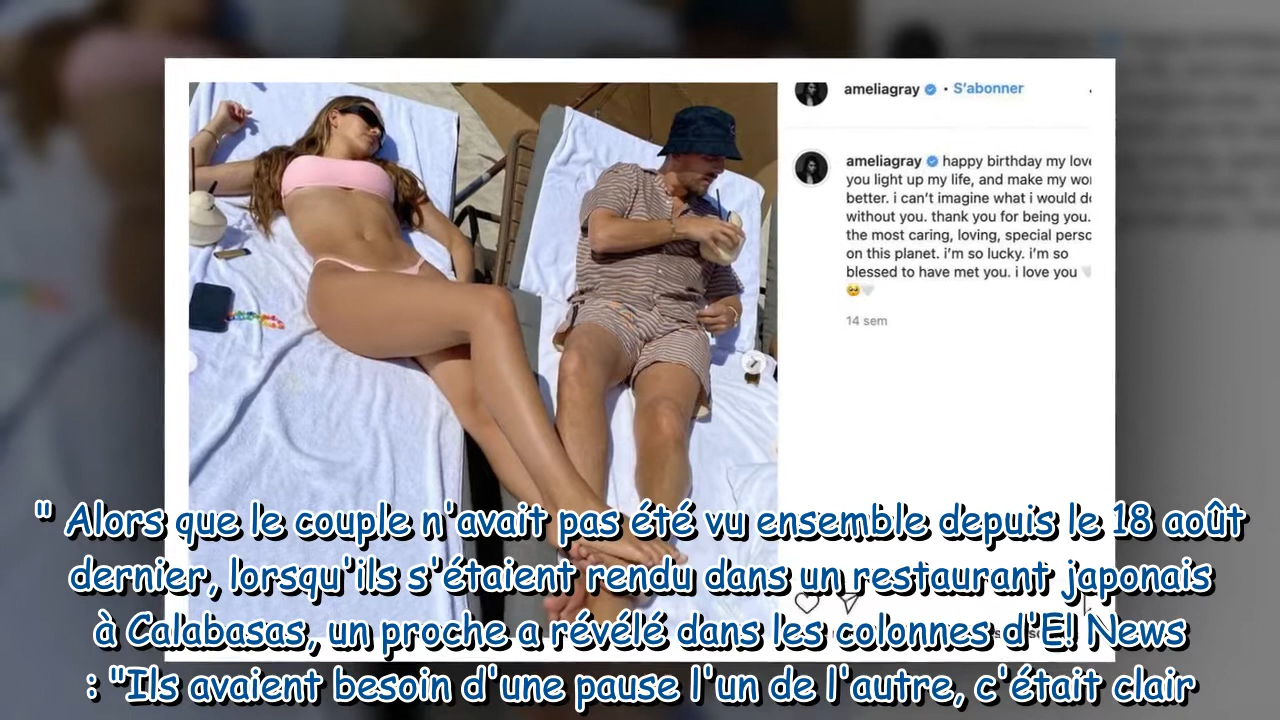 ameliagray • S'abonner
ameliagray happy birthday my love
you light up my life, and make my
better. i can't imagine what i would
without you. thank you for being you.
the most caring, loving, special
on this planet. i'm so lucky. i'm so
blessed to have met you. i love you 🤍
🥺🤍
14 sem
" Alors que le couple n'avait pas été vu ensemble depuis le 18 août
dernier, lorsqu'ils s'étaient rendu dans un restaurant japonais
à Calabasas, un proche a révélé dans les colonnes d'E! News
: "Ils avaient besoin d'une pause l'un de l'autre, c'était clair